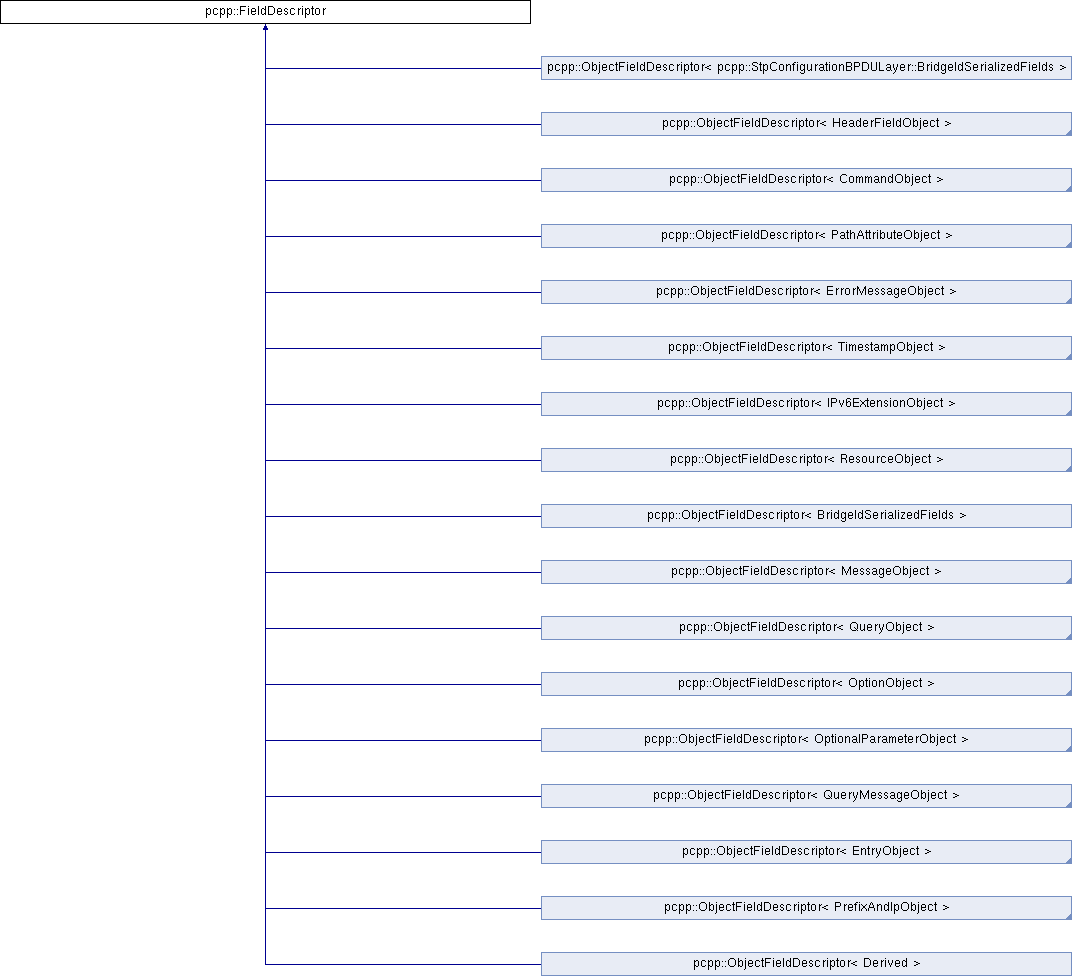 pcpp::FieldDescriptor
pcpp::ObjectFieldDescriptor< pcpp::StpConfigurationBPDULayer::BridgeIdSerializedFields >
pcpp::ObjectFieldDescriptor< HeaderFieldObject >
pcpp::ObjectFieldDescriptor< CommandObject >
pcpp::ObjectFieldDescriptor< PathAttributeObject >
pcpp::ObjectFieldDescriptor< ErrorMessageObject >
pcpp::ObjectFieldDescriptor< TimestampObject >
pcpp::ObjectFieldDescriptor< IPv6ExtensionObject >
pcpp::ObjectFieldDescriptor< ResourceObject >
pcpp::ObjectFieldDescriptor< BridgeIdSerializedFields >
pcpp::ObjectFieldDescriptor< MessageObject >
pcpp::ObjectFieldDescriptor< QueryObject >
pcpp::ObjectFieldDescriptor< OptionObject >
pcpp::ObjectFieldDescriptor< OptionalParameterObject >
pcpp::ObjectFieldDescriptor< QueryMessageObject >
pcpp::ObjectFieldDescriptor< EntryObject >
pcpp::ObjectFieldDescriptor< PrefixAndIpObject >
pcpp::ObjectFieldDescriptor< Derived >